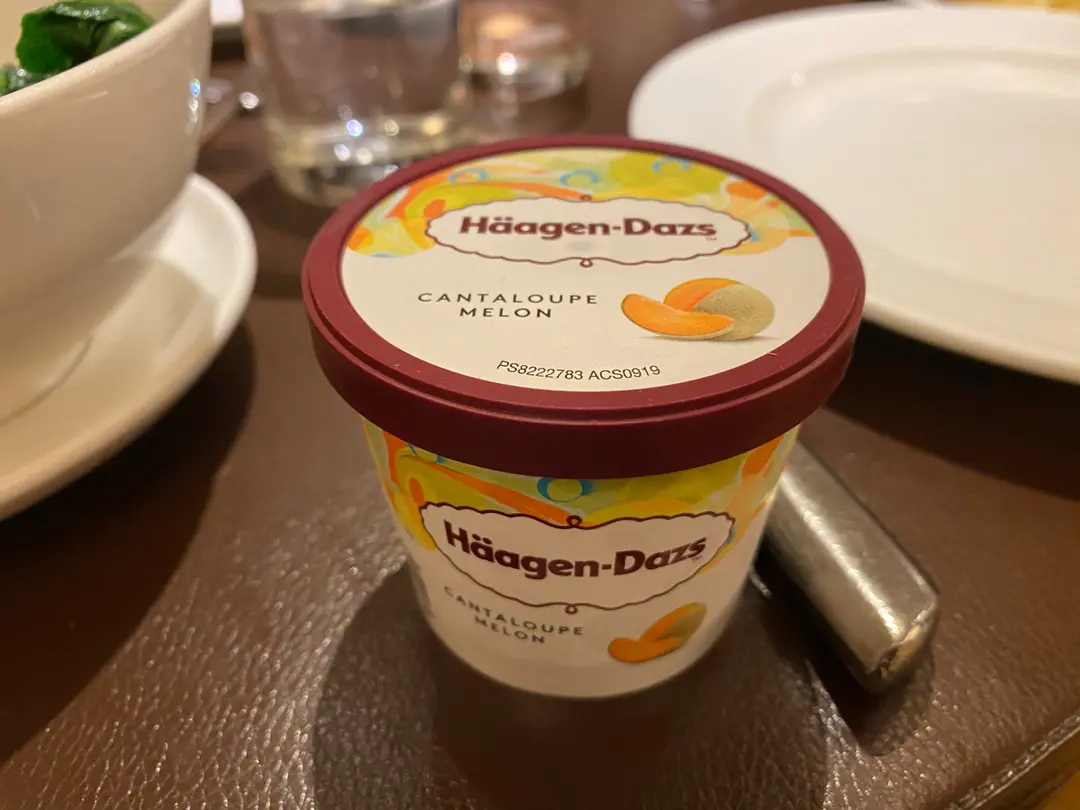 Häagen-Dazs
CANTALOUPE
MELON
PS8222783 ACS0919
Häagen-Dazs
CANTALOUPE
MELON